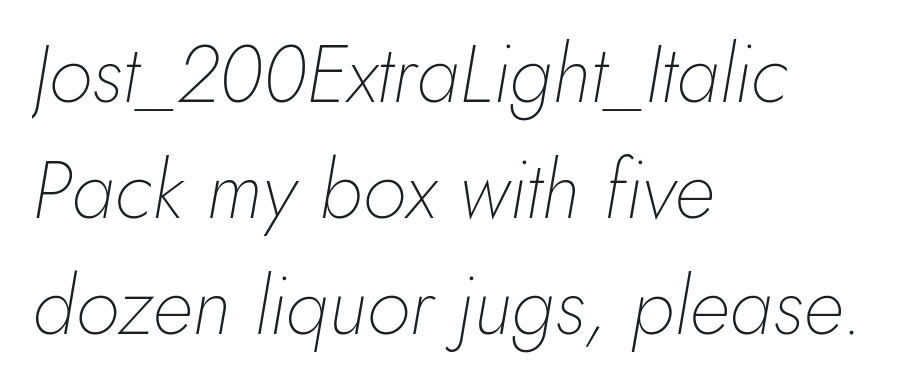 Jost_200ExtraLight_Italic
Pack my box with five
dozen liquor jugs, please.